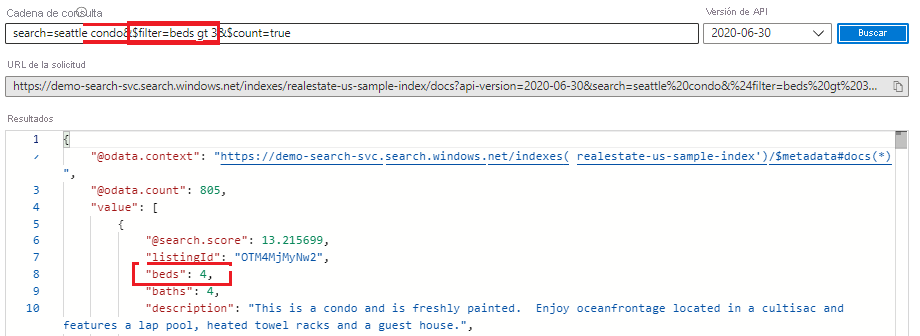 Cadena de consulta
Versión de API
search=seattle condo&$filter=beds gt 3&$count=true
2020-06-30
Buscar
URL de la solicitud
https://demo-search-svc.search.windows.net/indexes/realestate-us-sample-index/docs?api-version=2020-06-30&search=seattle%20condo&%24filter=beds%20gt%203...
Resultados
1 {
"@odata.context": "https://demo-search-svc.search.windows.net/indexes( realestate-us-sample-index')/$metadata#docs(*)
",
3 "@odata.count": 805,
4 "value": [
5 {
6 "@search.score": 13.215699,
7 "listingId": "OTM4MjMyNw2",
8 "beds": 4,
9 "baths": 4,
10 "description": "This is a condo and is freshly painted.  Enjoy oceanfrontage located in a cultisac and
features a lap pool, heated towel racks and a guest house.",